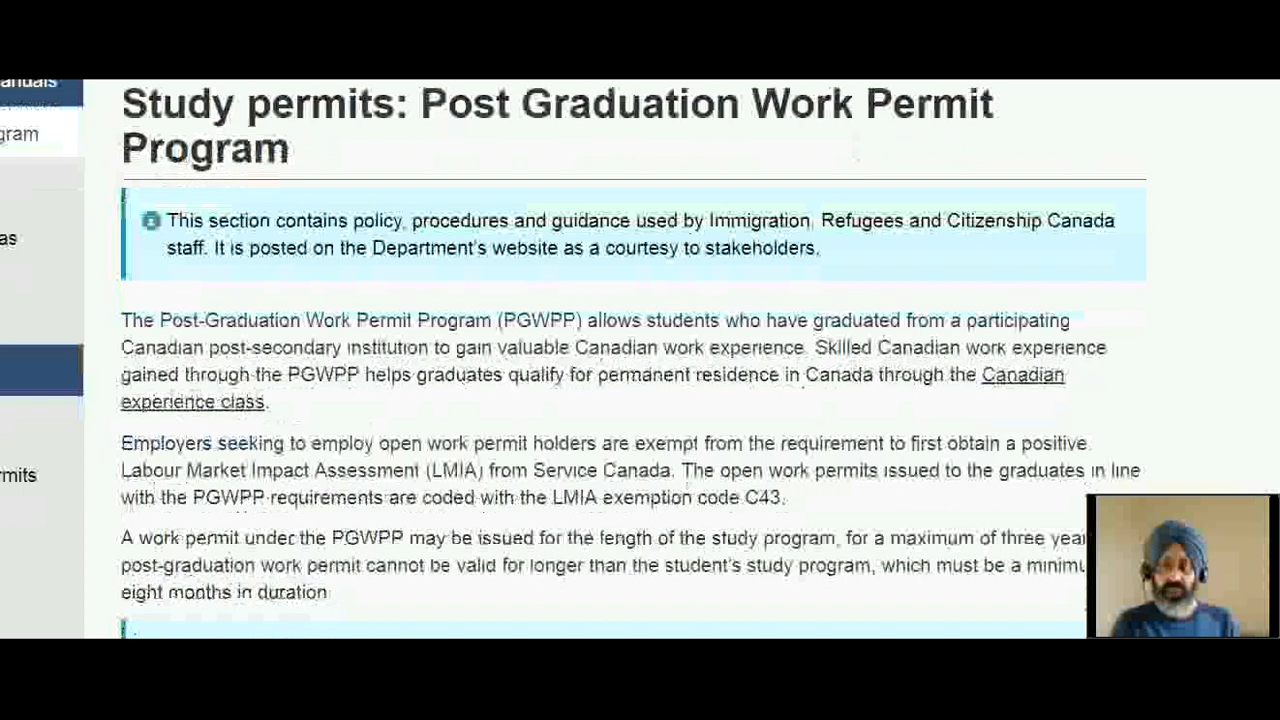 anuals
Study permits: Post Graduation Work Permit
Program
gram
This section contains policy, procedures and guidance used by Immigration, Refugees and Citizenship Canada
staff. It is posted on the Department's website as a courtesy to stakeholders.
as
The Post-Graduation Work Permit Program (PGWPP) allows students who have graduated from a participating
Canadian post-secondary institution to gain valuable Canadian work experience. Skilled Canadian work experience
gained through the PGWPP helps graduates qualify for permanent residence in Canada through the Canadian
experience class.
Employers seeking to employ open work permit holders are exempt from the requirement to first obtain a positive
Labour Market Impact Assessment (LMIA) from Service Canada. The open work permits issued to the graduates in line
rmits
with the PGWPP requirements are coded with the LMIA exemption code C43.
A work permit under the PGWPP may be issued for the length of the study program, for a maximum of three year
post-graduation work permit cannot be valid for longer than the student's study program, which must be a minimu
eight months in duration